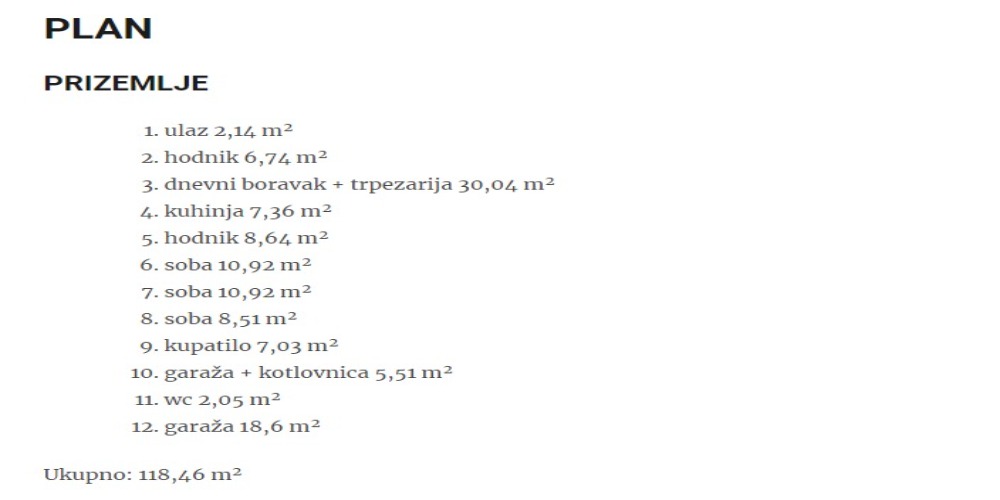 PLAN
PRIZEMLJE
1. ulaz 2,14 m²
2. hodnik 6,74 m²
3. dnevni boravak + trpezarija 30,04 m²
4. kuhinja 7,36 m²
5. hodnik 8,64 m²
6. soba 10,92 m²
7. soba 10,92 m²
8. soba 8,51 m²
9. kupatilo 7,03 m²
10. garaža + kotlovnica 5,51 m²
11. wc 2,05 m²
12. garaža 18,6 m²
Ukupno: 118,46 m²